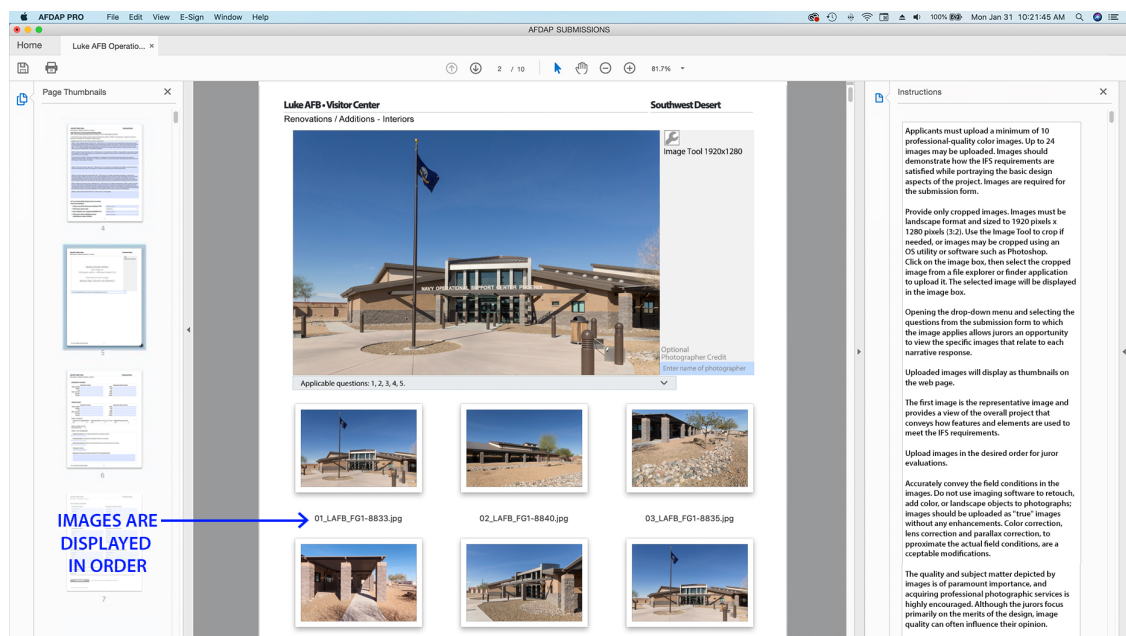 AFDAP PRO File Edit View E-Sign Window Help 100% Mon Jan 31 10:21:45 AM
AFDAP SUBMISSIONS
Home Luke AFB Operatio... ×
2 / 10 81.7%
Page Thumbnails
4
5
6
7
IMAGES ARE
DISPLAYED
IN ORDER
Luke AFB • Visitor Center Southwest Desert
Renovations / Additions - Interiors
Image Tool 1920x1280
NAVY OPERATIONAL SUPPORT CENTER PHOENIX
Optional
Photographer Credit
Enter name of photographer
Applicable questions: 1, 2, 3, 4, 5.
01_LAFB_FG1-8833.jpg 02_LAFB_FG1-8840.jpg 03_LAFB_FG1-8835.jpg
Instructions
Applicants must upload a minimum of 10
professional-quality color images. Up to 24
images may be uploaded. Images should
demonstrate how the IFS requirements are
satisfied while portraying the basic design
aspects of the project. Images are required for
the submission form.
Provide only cropped images. Images must be
landscape format and sized to 1920 pixels x
1280 pixels (3:2). Use the Image Tool to crop if
needed, or images may be cropped using an
OS utility or software such as Photoshop.
Click on the image box, then select the cropped
image from a file explorer or finder application
to upload it. The selected image will be displayed
in the image box.
Opening the drop-down menu and selecting the
questions from the submission form to which
the image applies allows jurors an opportunity
to view the specific images that relate to each
narrative response.
Uploaded images will display as thumbnails on
the web page.
The first image is the representative image and
provides a view of the overall project that
conveys how features and elements are used to
meet the IFS requirements.
Upload images in the desired order for juror
evaluations.
Accurately convey the field conditions in the
images. Do not use imaging software to retouch,
add color, or landscape objects to photographs;
images should be uploaded as "true" images
without any enhancements. Color correction,
lens correction and parallax correction, to
pproximate the actual field conditions, are a
cceptable modifications.
The quality and subject matter depicted by
images is of paramount importance, and
acquiring professional photographic services is
highly encouraged. Although the jurors focus
primarily on the merits of the design, image
quality can often influence their opinion.